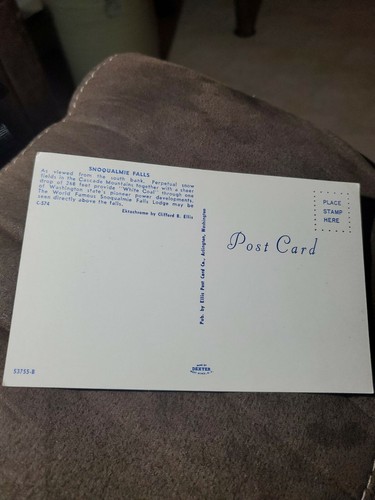 SNOQUALMIE FALLS
As viewed from the south bank. Perpetual snow
fields in the Cascade Mountains together with a sheer
drop of 268 feet provide "White Coal" through one
of Washington state's pioneer power developments.
The World Famous Snoqualmie Falls Lodge may be
seen directly above the falls.
C-374
Ektachrome by Clifford B. Ellis
Pub. by Ellis Post Card Co., Arlington, Washington
PLACE
STAMP
HERE
Post Card
53755-B
MADE BY
DEXTER